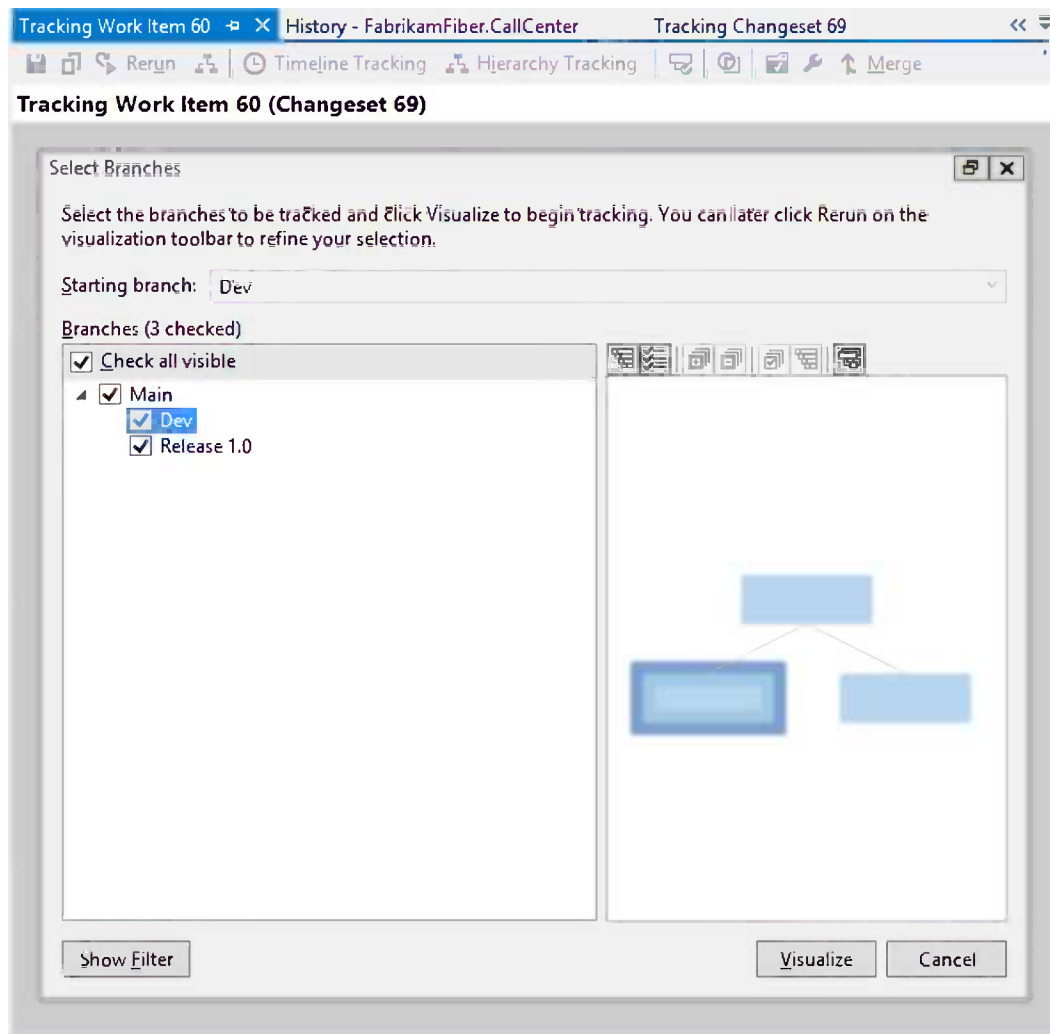 Tracking Work Item 60 History - FabrikamFiber.CallCenter Tracking Changeset 69
Rerun Timeline Tracking Hierarchy Tracking Merge
Tracking Work Item 60 (Changeset 69)
Select Branches
Select the branches to be tracked and click Visualize to begin tracking. You can later click Rerun on the
visualization toolbar to refine your selection.
Starting branch: Dev
Branches (3 checked)
Check all visible
Main
Dev
Release 1.0
Show Filter Visualize Cancel